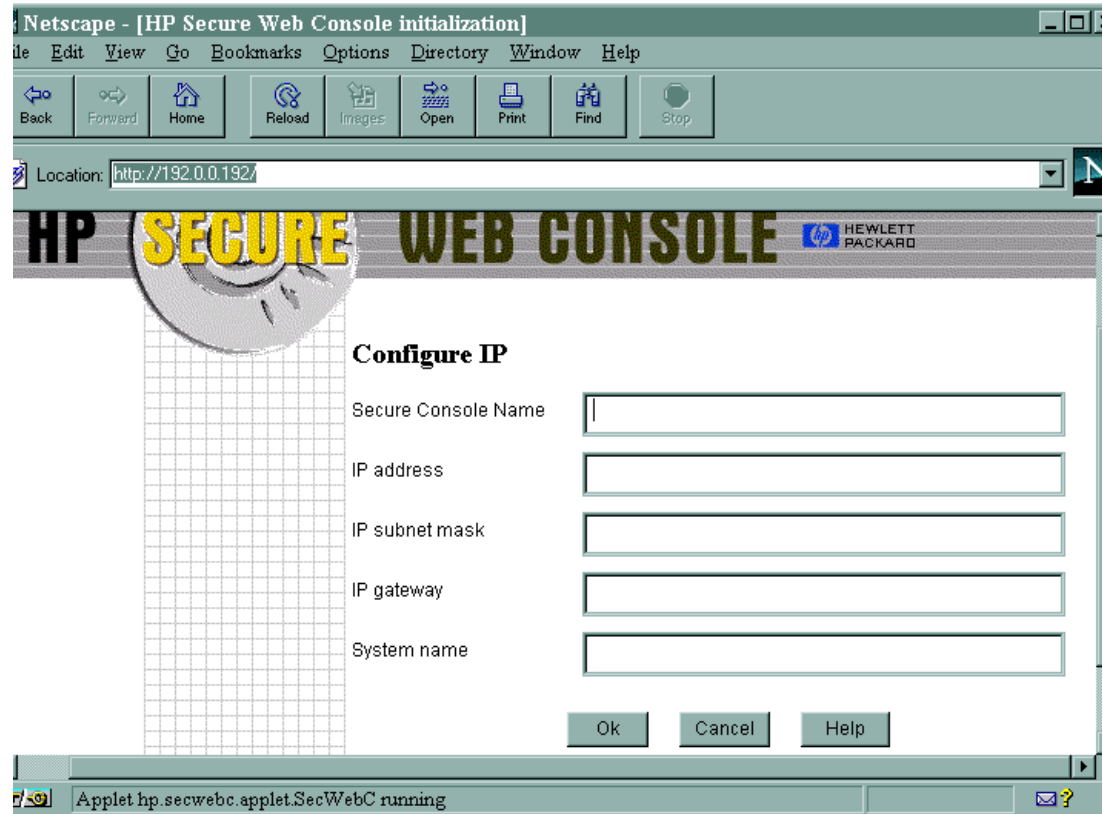 Netscape - [HP Secure Web Console initialization]
ile Edit View Go Bookmarks Options Directory Window Help
Back Forward Home Reload Images Open Print Find Stop
Location: http://192.0.0.192/ N
HP SECURE WEB CONSOLE hp HEWLETT
PACKARD
Configure IP
Secure Console Name
IP address
IP subnet mask
IP gateway
System name
Ok Cancel Help
Applet hp.secwebc.applet.SecWebC running